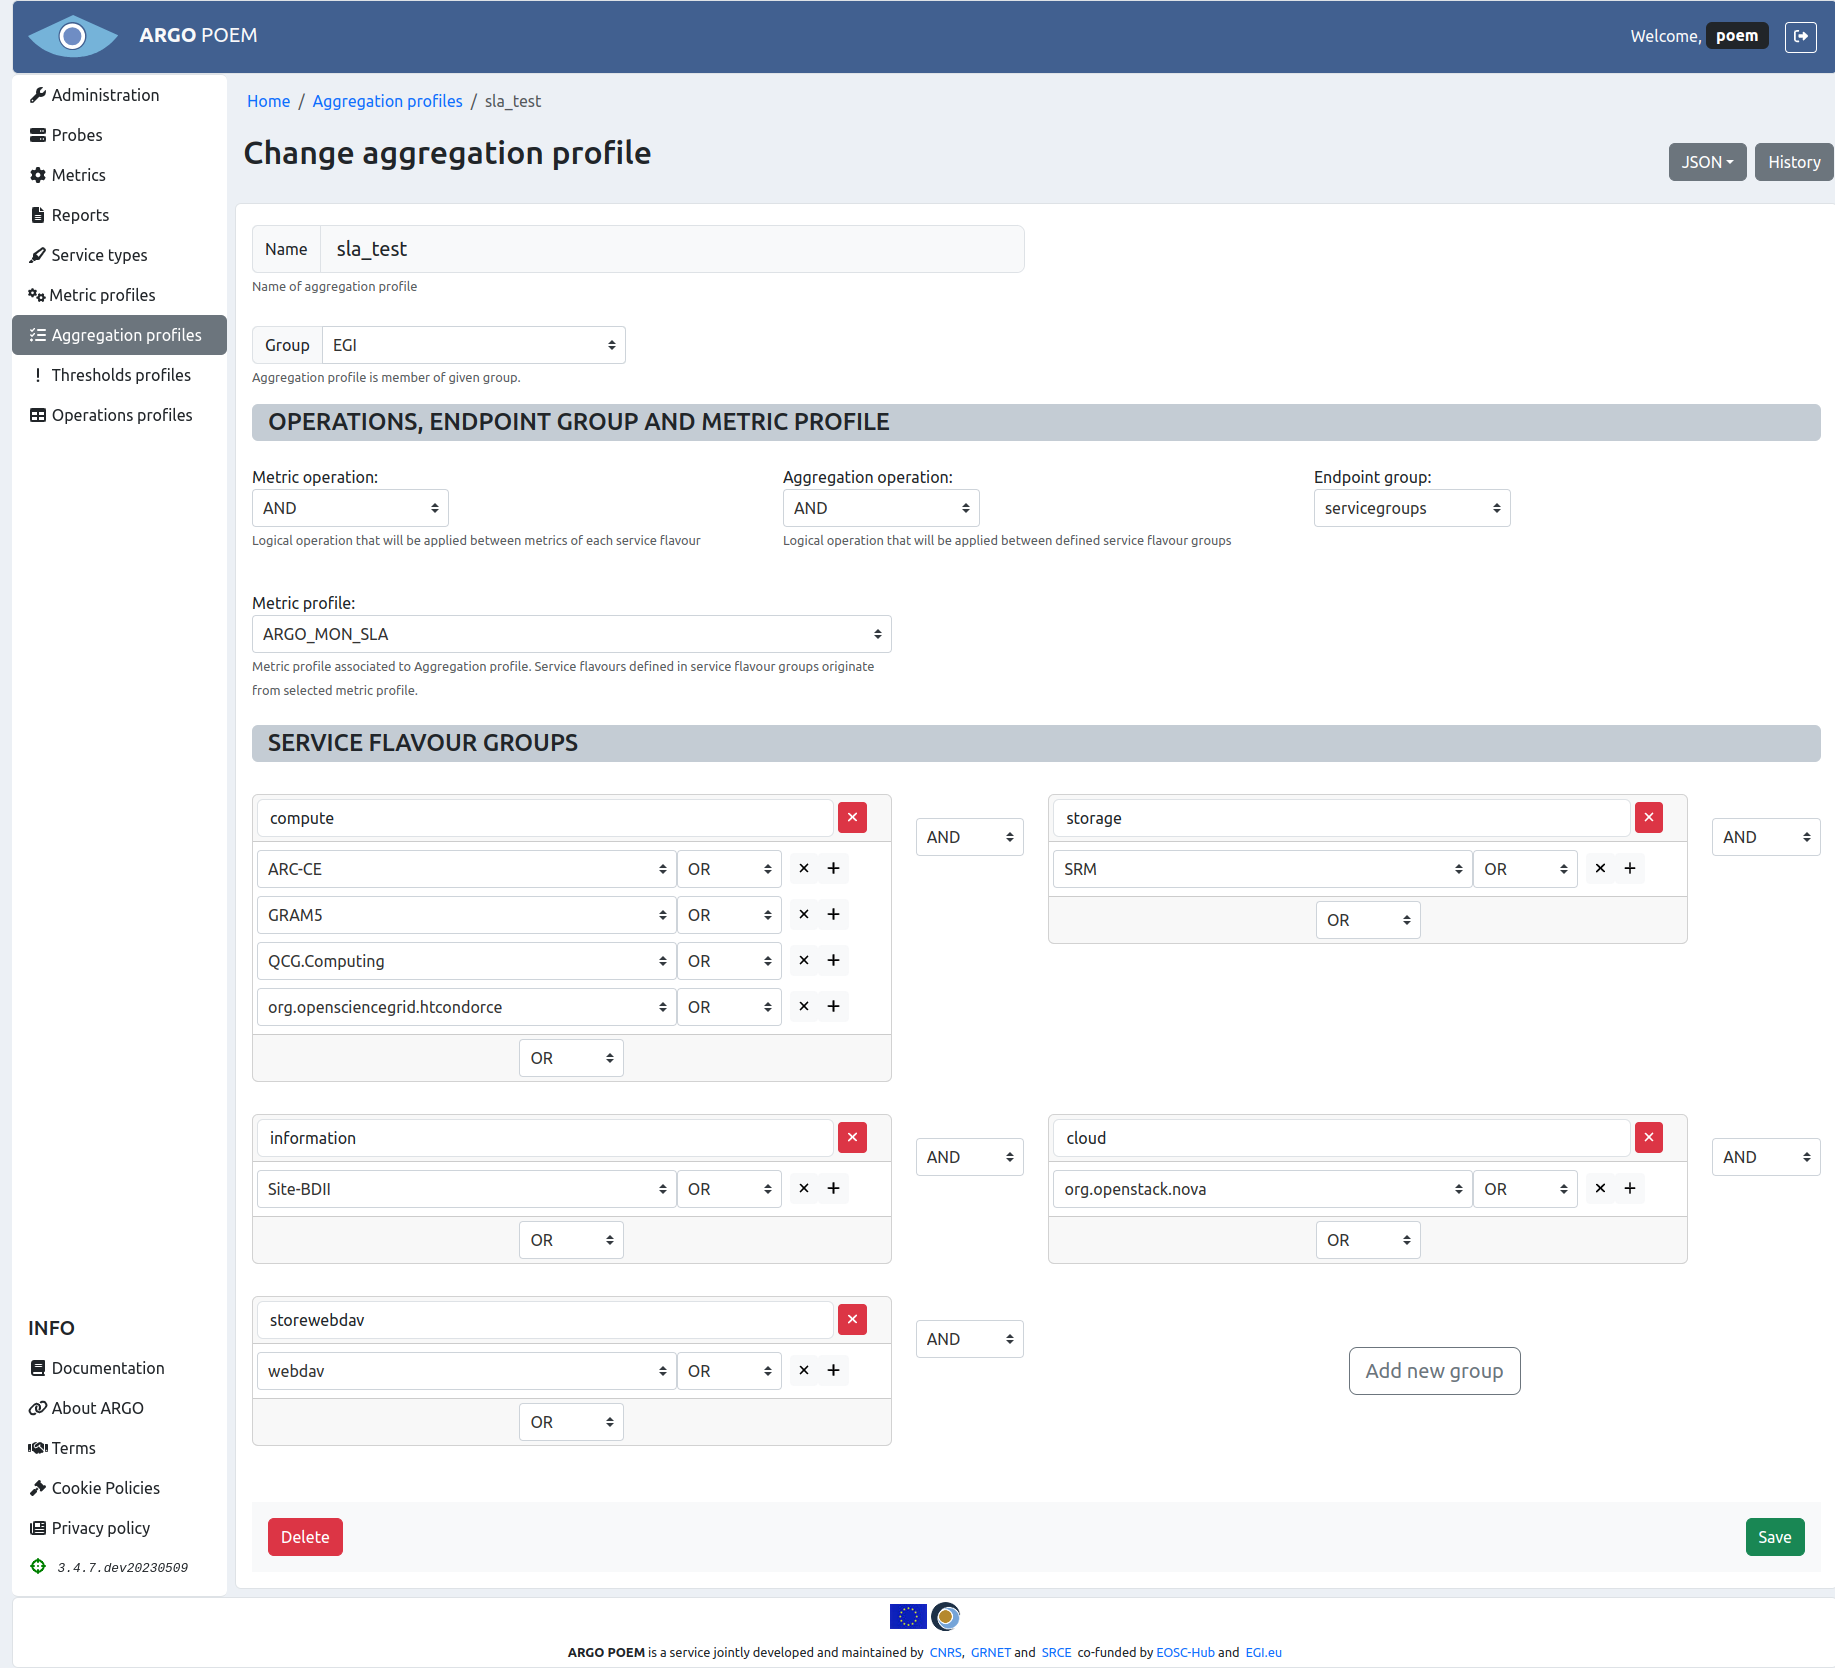 ARGO POEM
Welcome, poem
Administration
Probes
Metrics
Reports
Service types
Metric profiles
Aggregation profiles
Thresholds profiles
Operations profiles
INFO
Documentation
About ARGO
Terms
Cookie Policies
Privacy policy
3.4.7.dev20230509
Home / Aggregation profiles / sla_test
Change aggregation profile
JSON
History
Name sla_test
Name of aggregation profile
Group EGI
Aggregation profile is member of given group.
OPERATIONS, ENDPOINT GROUP AND METRIC PROFILE
Metric operation:
AND
Logical operation that will be applied between metrics of each service flavour
Aggregation operation:
AND
Logical operation that will be applied between defined service flavour groups
Endpoint group:
servicegroups
Metric profile:
ARGO_MON_SLA
Metric profile associated to Aggregation profile. Service flavours defined in service flavour groups originate
from selected metric profile.
SERVICE FLAVOUR GROUPS
compute
ARC-CE OR
GRAM5 OR
QCG.Computing OR
org.opensciencegrid.htcondorce OR
OR
AND
storage
SRM OR
OR
AND
information
Site-BDII OR
OR
AND
cloud
org.openstack.nova OR
OR
AND
storewebdav
webdav OR
OR
AND
Add new group
Delete
Save
ARGO POEM is a service jointly developed and maintained by CNRS, GRNET and SRCE co-funded by EOSC-Hub and EGI.eu